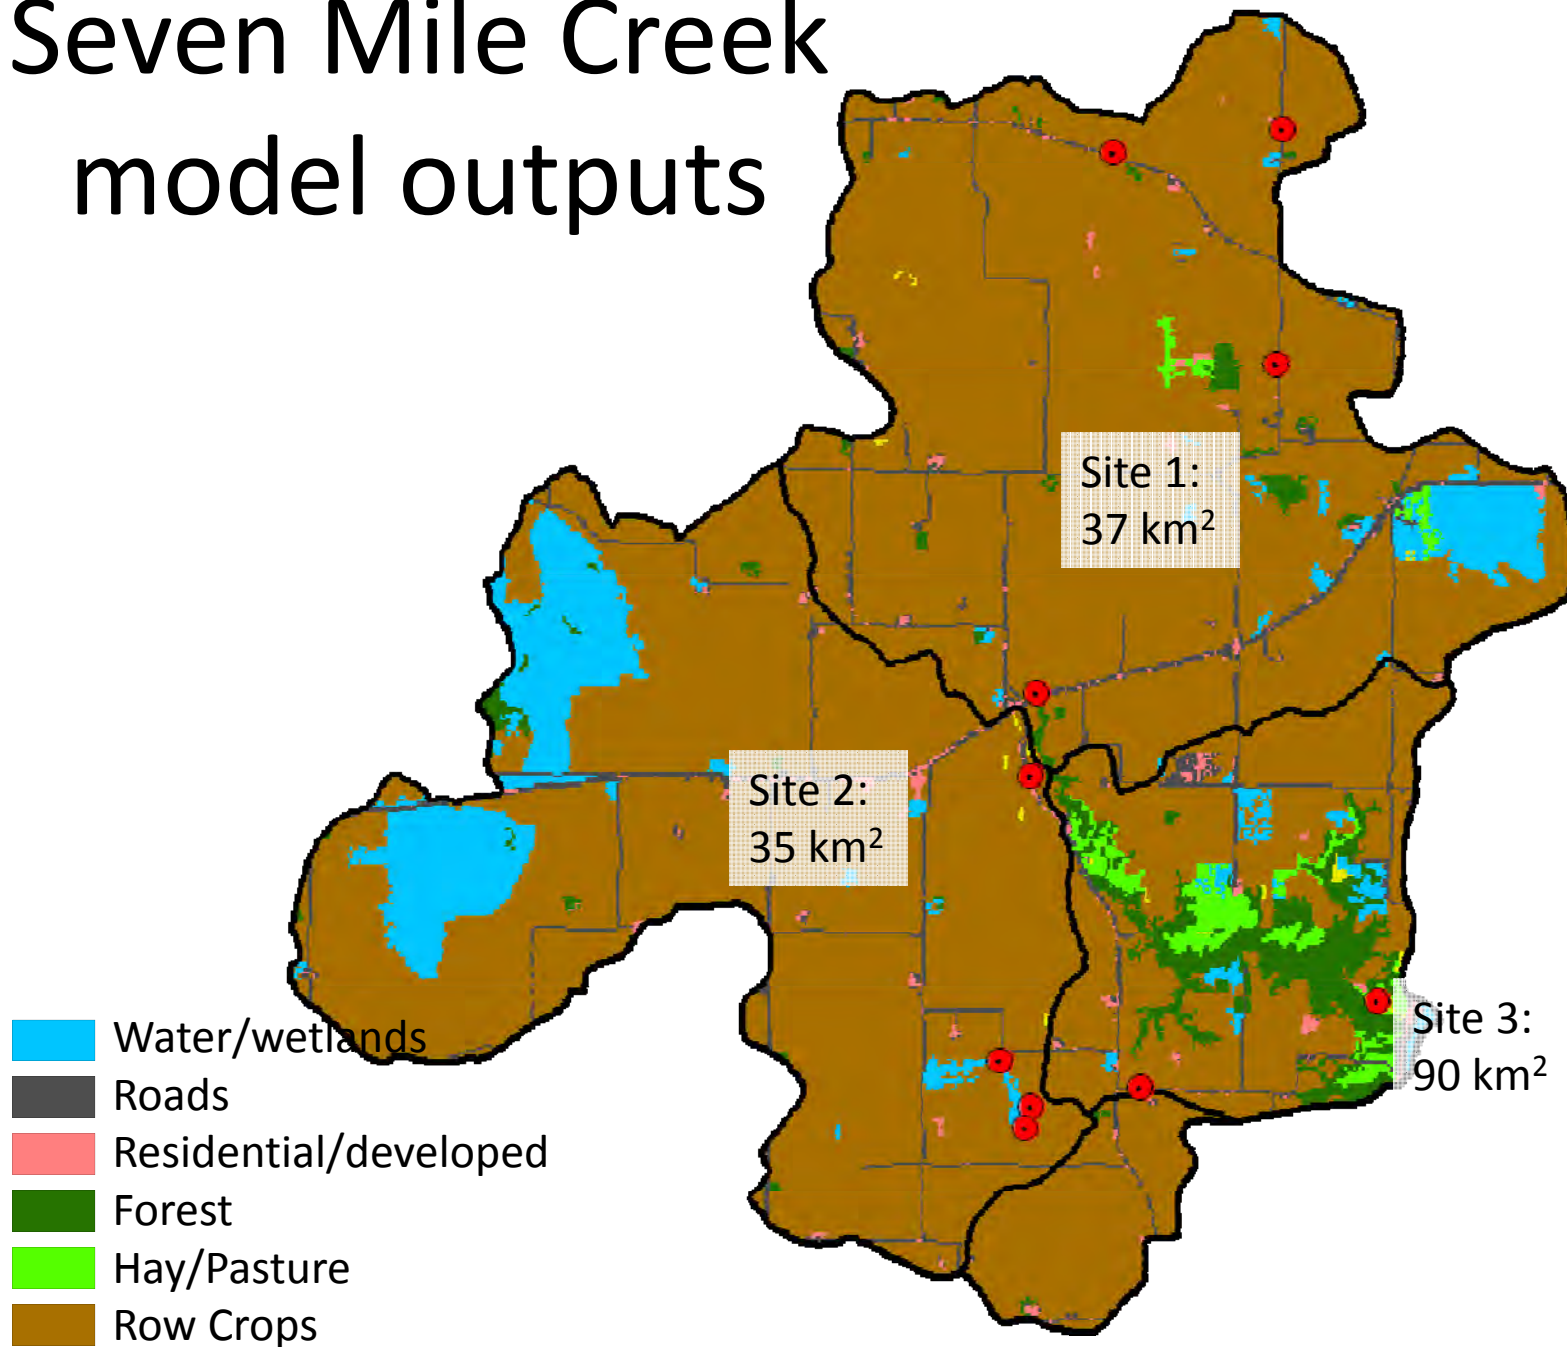 Seven Mile Creek
model outputs
Site 1:
37 km²
Site 2:
35 km²
Site 3:
90 km²
Water/wetlands
Roads
Residential/developed
Forest
Hay/Pasture
Row Crops